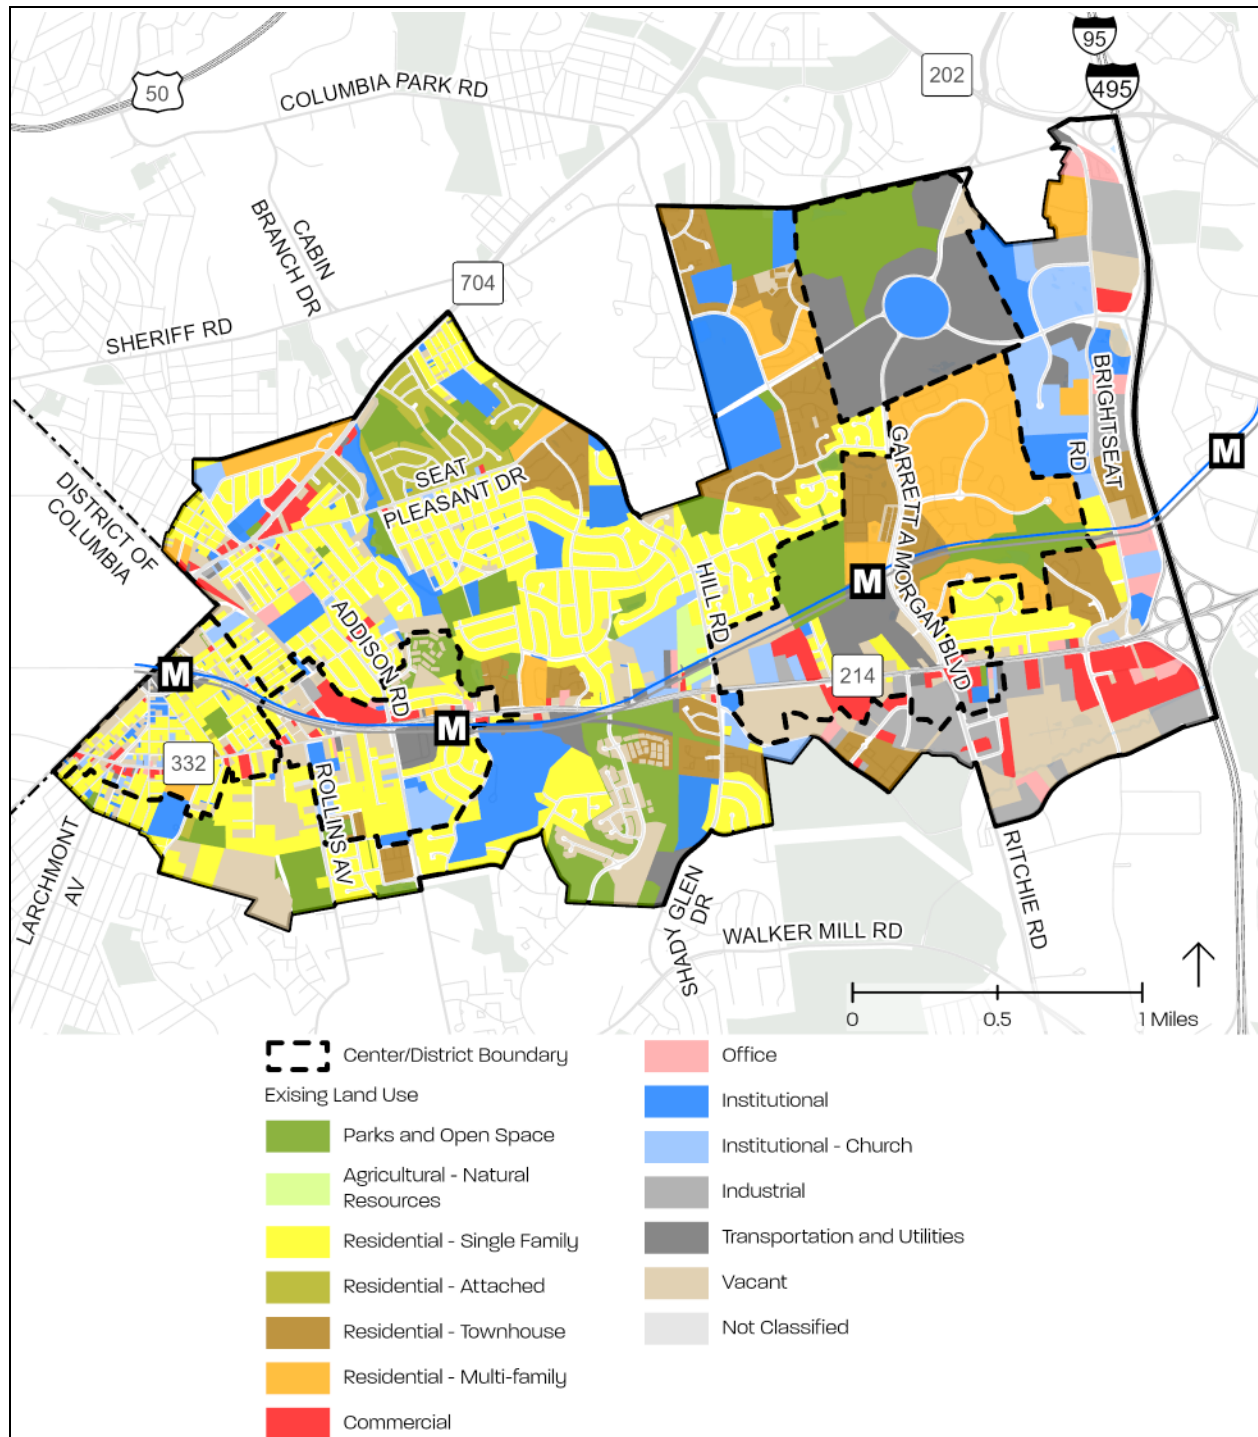 95
495
50
202
COLUMBIA PARK RD
CABIN
BRANCH DR
704
SHERIFF RD
BRIGHTSEAT
RD
M
DISTRICT OF
COLUMBIA
SEAT
PLEASANT DR
GARRETT A MORGAN BLVD
HILL RD
M
ADDISON RD
M
214
M
332
ROLLINS AV
LARCHMONT
AV
SHADY GLEN
DR
WALKER MILL RD
RITCHIE RD
0
0.5
1 Miles
Center/District Boundary
Exising Land Use
Parks and Open Space
Agricultural - Natural
Resources
Residential - Single Family
Residential - Attached
Residential - Townhouse
Residential - Multi-family
Commercial
Office
Institutional
Institutional - Church
Industrial
Transportation and Utilities
Vacant
Not Classified